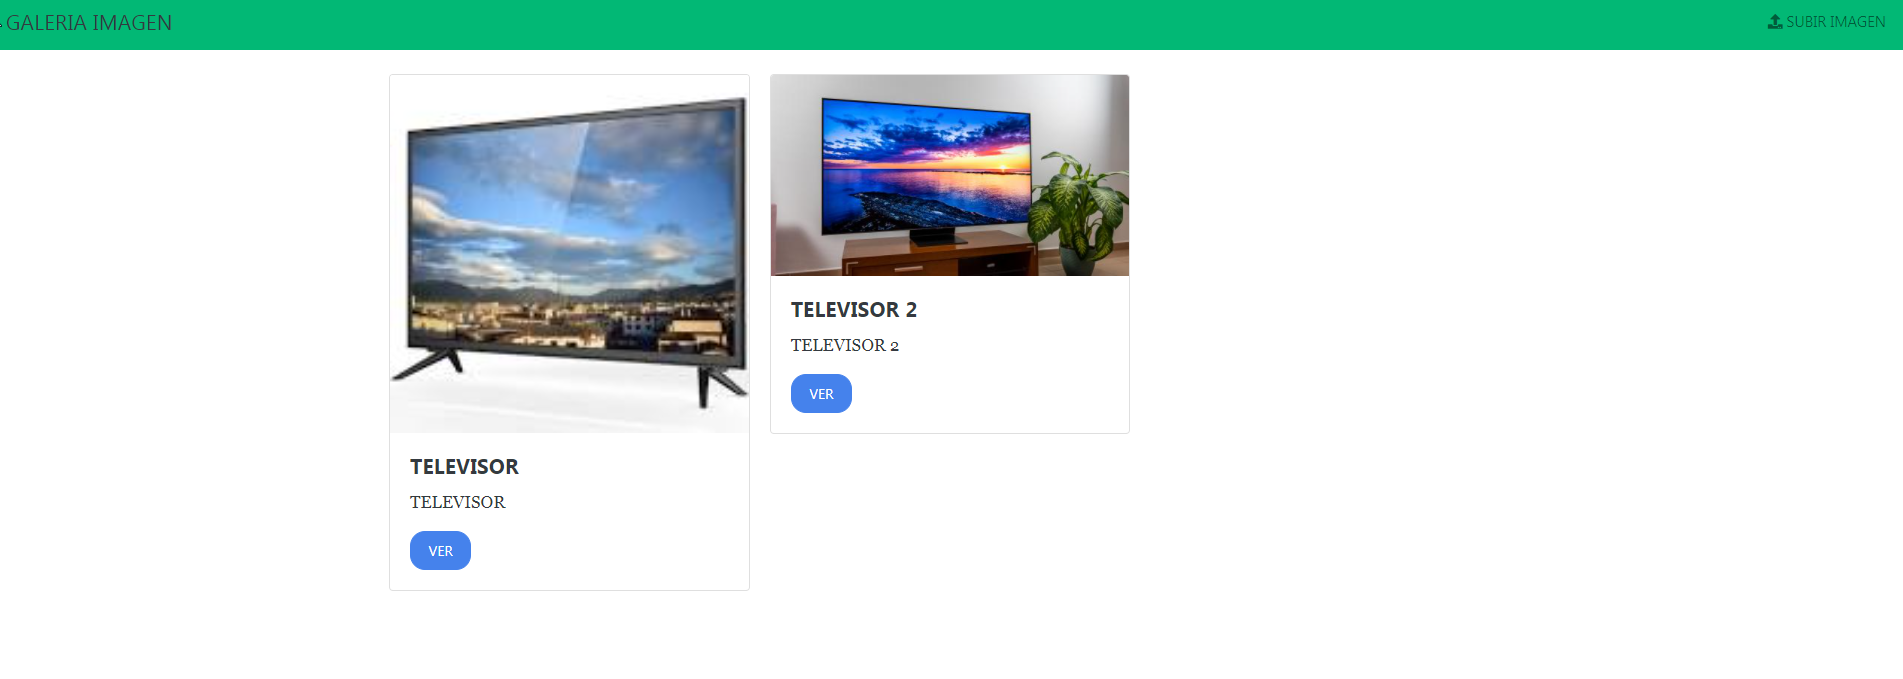 GALERIA IMAGEN
SUBIR IMAGEN
TELEVISOR
TELEVISOR
VER
TELEVISOR 2
TELEVISOR 2
VER